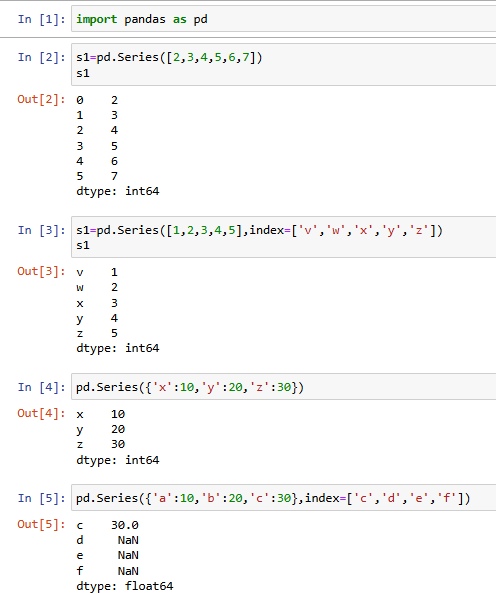 In [1]: import pandas as pd
In [2]: s1=pd.Series([2,3,4,5,6,7])
s1
Out[2]: 0    2
1    3
2    4
3    5
4    6
5    7
dtype: int64
In [3]: s1=pd.Series([1,2,3,4,5],index=['v','w','x','y','z'])
s1
Out[3]: v    1
w    2
x    3
y    4
z    5
dtype: int64
In [4]: pd.Series({'x':10,'y':20,'z':30})
Out[4]: x    10
y    20
z    30
dtype: int64
In [5]: pd.Series({'a':10,'b':20,'c':30},index=['c','d','e','f'])
Out[5]: c    30.0
d     NaN
e     NaN
f     NaN
dtype: float64